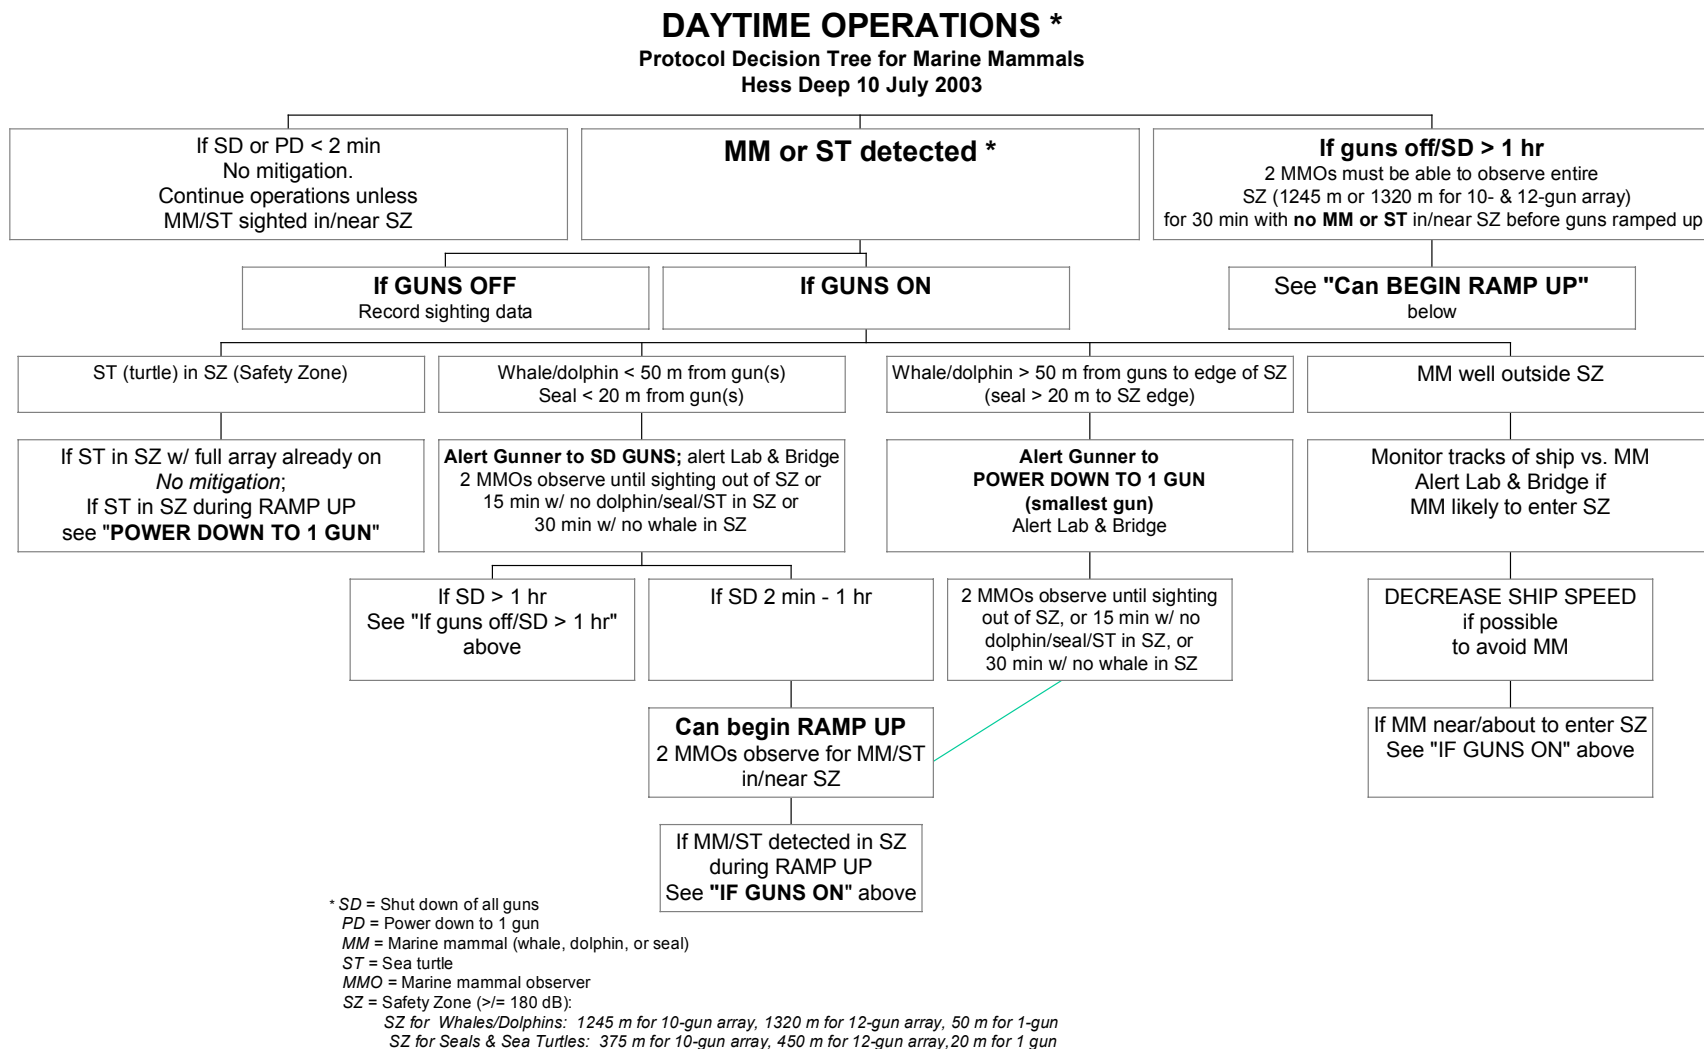 DAYTIME OPERATIONS *
Protocol Decision Tree for Marine Mammals
Hess Deep 10 July 2003
If SD or PD < 2 min
No mitigation.
Continue operations unless
MM/ST sighted in/near SZ
MM or ST detected *
If guns off/SD > 1 hr
2 MMOs must be able to observe entire
SZ (1245 m or 1320 m for 10- & 12-gun array)
for 30 min with no MM or ST in/near SZ before guns ramped up
If GUNS OFF
Record sighting data
If GUNS ON
See "Can BEGIN RAMP UP"
below
ST (turtle) in SZ (Safety Zone)
Whale/dolphin < 50 m from gun(s)
Seal < 20 m from gun(s)
Whale/dolphin > 50 m from guns to edge of SZ
(seal > 20 m to SZ edge)
MM well outside SZ
If ST in SZ w/ full array already on
No mitigation;
If ST in SZ during RAMP UP
see "POWER DOWN TO 1 GUN"
Alert Gunner to SD GUNS; alert Lab & Bridge
2 MMOs observe until sighting out of SZ or
15 min w/ no dolphin/seal/ST in SZ or
30 min w/ no whale in SZ
Alert Gunner to
POWER DOWN TO 1 GUN
(smallest gun)
Alert Lab & Bridge
Monitor tracks of ship vs. MM
Alert Lab & Bridge if
MM likely to enter SZ
If SD > 1 hr
See "If guns off/SD > 1 hr"
above
If SD 2 min - 1 hr
2 MMOs observe until sighting
out of SZ, or 15 min w/ no
dolphin/seal/ST in SZ, or
30 min w/ no whale in SZ
DECREASE SHIP SPEED
if possible
to avoid MM
Can begin RAMP UP
2 MMOs observe for MM/ST
in/near SZ
If MM near/about to enter SZ
See "IF GUNS ON" above
If MM/ST detected in SZ
during RAMP UP
See "IF GUNS ON" above
* SD = Shut down of all guns
PD = Power down to 1 gun
MM = Marine mammal (whale, dolphin, or seal)
ST = Sea turtle
MMO = Marine mammal observer
SZ = Safety Zone (>/= 180 dB):
SZ for Whales/Dolphins: 1245 m for 10-gun array, 1320 m for 12-gun array, 50 m for 1-gun
SZ for Seals & Sea Turtles: 375 m for 10-gun array, 450 m for 12-gun array,20 m for 1 gun